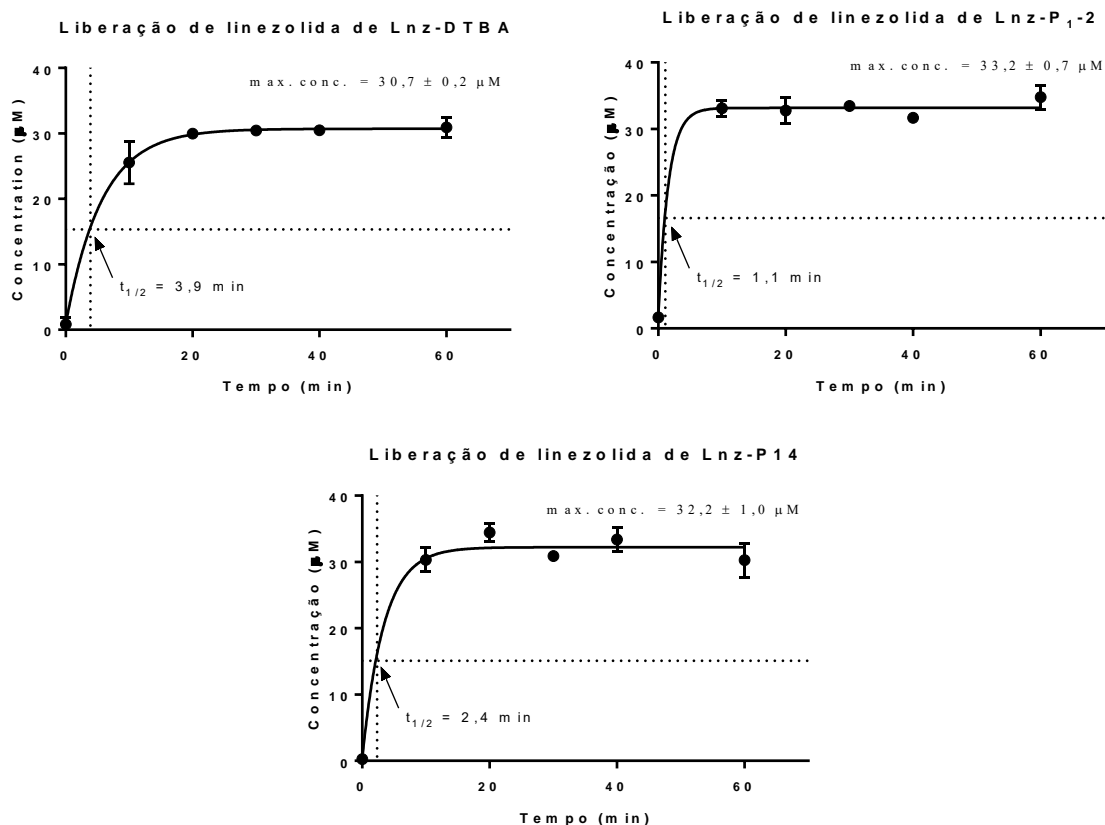 Liberação de linezolida de Lnz-DTBA
max. conc. = 30,7 ± 0,2 µM
Concentration (µM)
40
30
20
10
0
t1/2 = 3,9 min
0 20 40 60
Tempo (min)
Liberação de linezolida de Lnz-P1-2
max. conc. = 33,2 ± 0,7 µM
Concentração (µM)
40
30
20
10
0
t1/2 = 1,1 min
0 20 40 60
Tempo (min)
Liberação de linezolida de Lnz-P14
max. conc. = 32,2 ± 1,0 µM
Concentração (µM)
40
30
20
10
0
t1/2 = 2,4 min
0 20 40 60
Tempo (min)